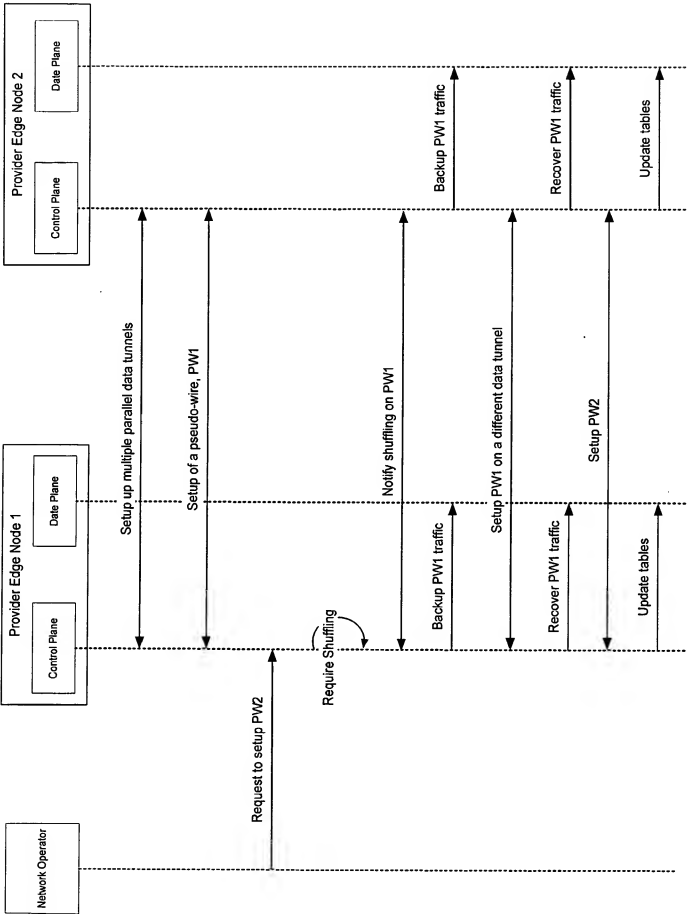 Provider Edge Node 2
Control Plane
Date Plane
Provider Edge Node 1
Control Plane
Date Plane
Network Operator
Setup up multiple parallel data tunnels
Setup of a pseudo-wire, PW1
Request to setup PW2
Require Shuffling
Notify shuffling on PW1
Backup PW1 traffic
Backup PW1 traffic
Setup PW1 on a different data tunnel
Recover PW1 traffic
Recover PW1 traffic
Setup PW2
Update tables
Update tables